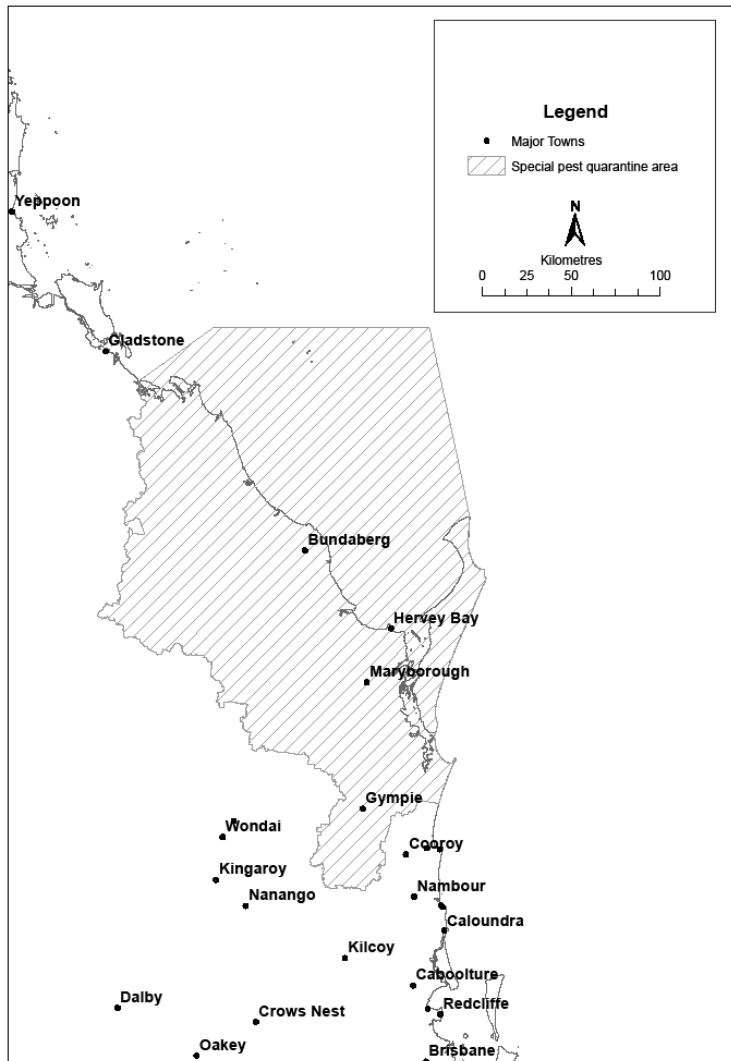 Legend
Major Towns
Special pest quarantine area
N
Kilometres
0 25 50 100
Yeppoon
Gladstone
Bundaberg
Hervey Bay
Maryborough
Gympie
Wondai
Cooroy
Kingaroy
Nambour
Nanango
Caloundra
Kilcoy
Caboolture
Dalby
Redcliffe
Crows Nest
Oakey
Brisbane